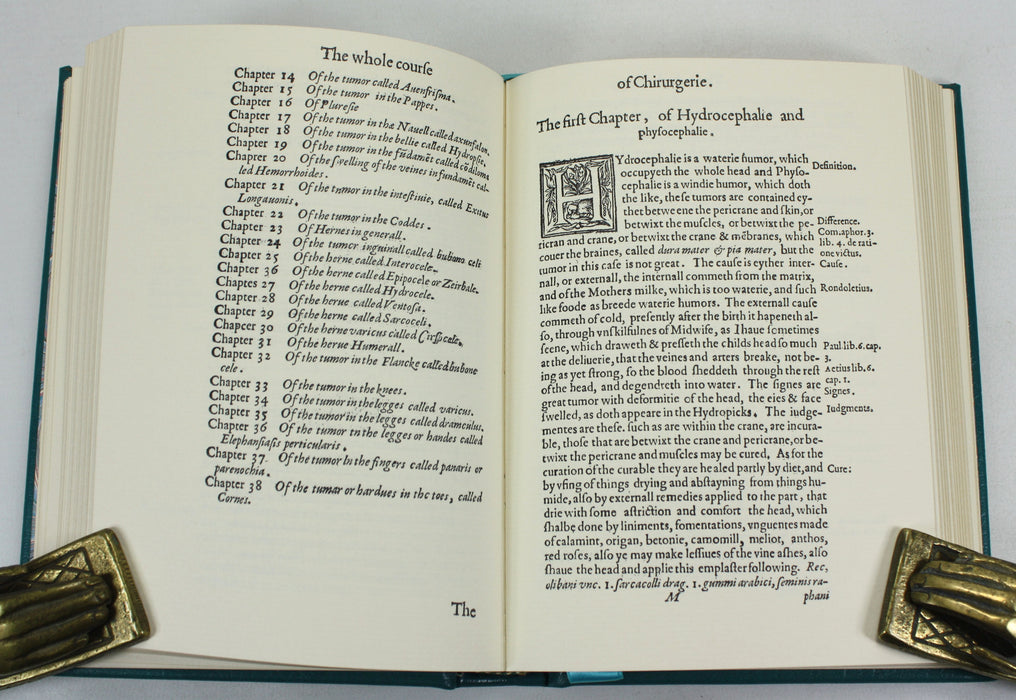 The whole courſe
Chapter 14 Of the tumor called Auenfriſma.
Chapter 15 Of the tumor in the Pappes.
Chapter 16 Of Plureſie
Chapter 17 Of the tumor in the Nauell called axunfalon.
Chapter 18 Of the tumor in the bellie called Hydropſie.
Chapter 19 Of the tumor in the fũdamẽt called cõdiloma
Chaprer 20 Of the ſwelling of the veines in fundamẽt cal-
led Hemorrhoides.
Chapter 21 Of the tnmor in the inteſtinie, called Exitus
Longauonis.
Chapter 22 Of the tumor in the Coddes.
Chapter 23 Of Hernes in generall.
Chapter 24 Of the tumcr inguinall called bubono celi
Chapter 25 Of the herne called Interocele.
Chapter 36 Of the herne called Epipocele or Zeirbale.
Chaptes 27 Of the herne called Hydrocele.
Chapter 28 Of the herue called Ventoſa.
Chapter 29 Of the herne called Sarcoceli.
Chapcer 30 Of the herne varicus called Cirſſicele.
Chapter 31 Of the herue Humerall.
Chapter 32 Of the tumor in the Flancke called bubone
cele.
Chapter 33 Of the tumor in the knees.
Chapter 34 Of the tumor in the legges called varicus.
Chapter 35 Of the tumor in the legges called dramculus.
Chapter 36 Of the tumor tn the legges or handes called
Elephanſiaſis perticularis.
Chapter 37. Of the tumor In the fingers called panaris or
parenochia.
Chapter 38 Of the tumar or hardues in thc toes, called
Cornes.
The
of Chirurgerie.
The firſt Chapter, of Hydrocephalie and
phyſocephalie.
HYdrocephalie is a waterie humor, which
occupyeth the whole head and Phyſo-
cephalie is a windie humor, which doth
the like, theſe tumors are contained ey-
thet betweene the pericrane and ſkin, or
betwixt the muſcles, or betwixt the pe-
ricran and crane, or betwixt the crane & mẽbranes, which
couer the braines, called dura mater & pia mater, but the
tumor in this caſe is not great. The cauſe is eyther inter-
nall, or externall, the internall commeth from the matrix,
and of the Mothers milke, which is too waterie, and ſuch
like foode as breede waterie humors. The externall cauſe
commeth of cold, preſently after the birth it hapeneth al-
ſo, through vnſkilfulnes of Midwife, as I haue ſometimes
ſeene, which draweth & preſſeth the childs head ſo much
at the deliuerie, that the veines and arters breake, not be-
ing as yet ſtrong, ſo the blood ſheddeth through the reſt
of the head, and degendreth into water. The ſignes are
great tumor with deformitie of the head, the eies & face
ſwelled, as doth appeare in the Hydropicks. The iudge-
mentes are theſe. ſuch as are within the crane, are incura-
ble, thoſe that are betwixt the crane and pericrane, or be-
twixt the pericrane and muſcles may be cured, As for the
curation of the curable they are healed partly by diet, and
by vſing of things drying and abſtayning from things hu-
mide, alſo by externall remedies applied to the part, that
drie with ſome aſtriction and comfort the head, which
ſhalbe done by liniments, fomentations, vnguentes made
of calamint, origan, betonie, camomill, meliot, anthos,
red roſes, alſo ye may make leſſiues of the vine aſhes, alſo
ſhaue the head and applie this emplaſter following. Rec,
olibani vnc. 1. ſarcacolli drag. 1. gummi arabici, ſeminis ra-
M phani
Definition.
Difference.
Com. aphor. 3.
lib. 4. de rati-
one victus.
Cauſe.
Rondoletius.
Paul lib. 6. cap.
3.
Aetius lib. 6.
cap. 1.
Signes.
Iudgments.
Cure: